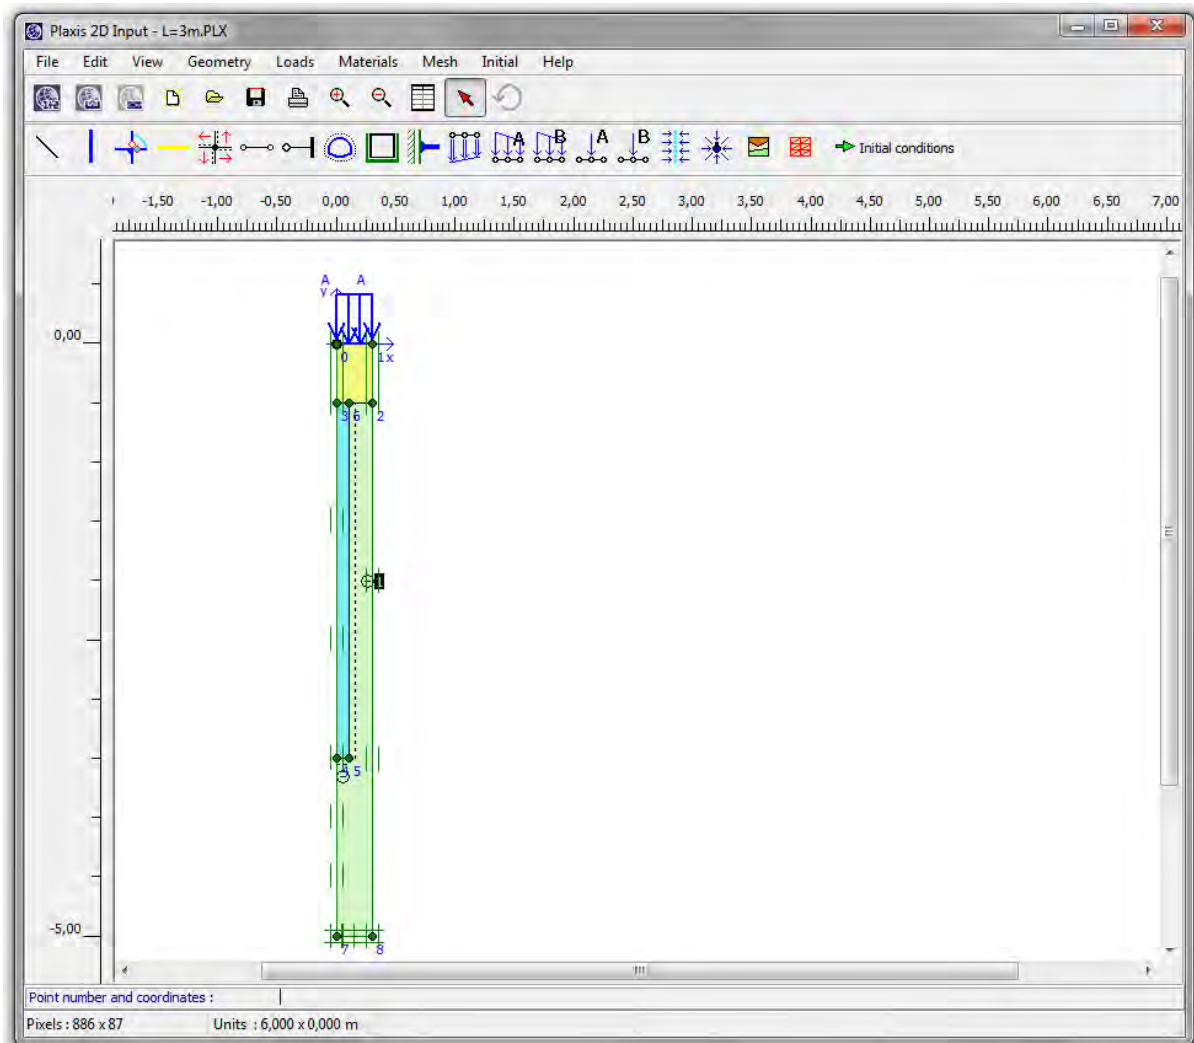 Plaxis 2D Input - L=3m.PLX
File Edit View Geometry Loads Materials Mesh Initial Help
A B A B Initial conditions
-1,50 -1,00 -0,50 0,00 0,50 1,00 1,50 2,00 2,50 3,00 3,50 4,00 4,50 5,00 5,50 6,00 6,50 7,00
A A
y
0,00
0 1 x
3 6 2
1
5
-5,00
7 8
Point number and coordinates :
Pixels : 886 x 87 Units : 6,000 x 0,000 m